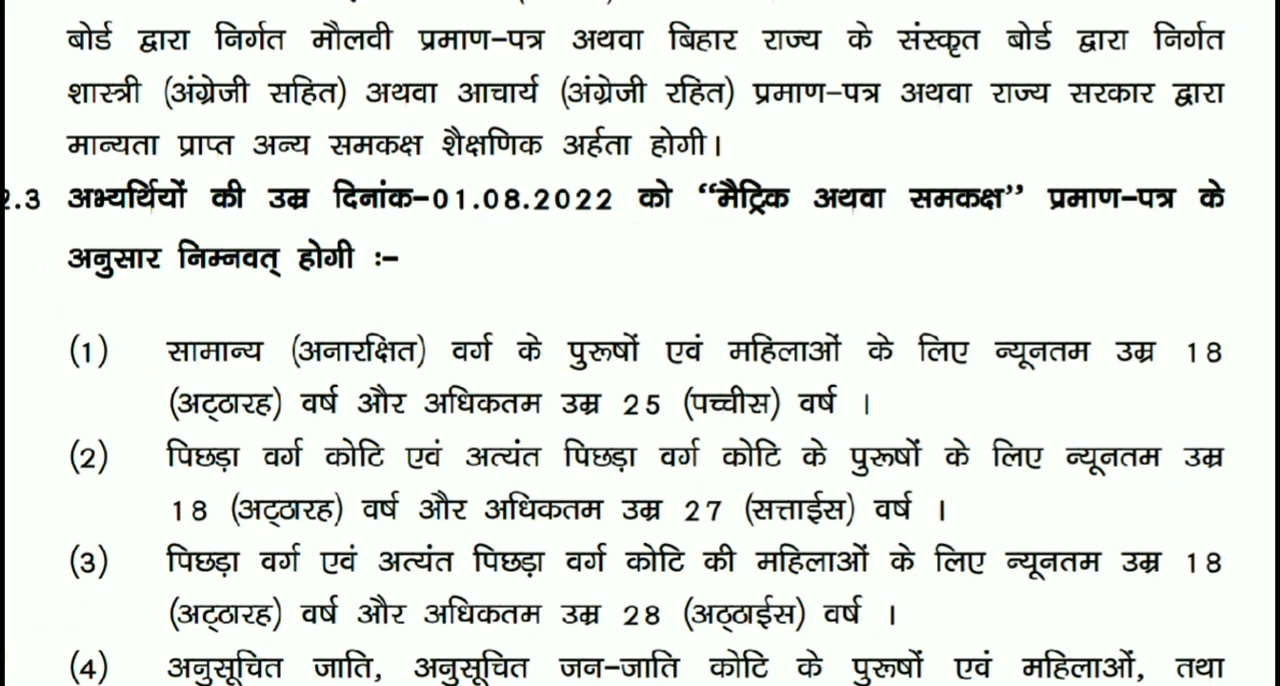 बोर्ड द्वारा निर्गत मौलवी प्रमाण-पत्र अथवा बिहार राज्य के संस्कृत बोर्ड द्वारा निर्गत
शास्त्री (अंग्रेजी सहित) अथवा आचार्य (अंग्रेजी रहित) प्रमाण-पत्र अथवा राज्य सरकार द्वारा
मान्यता प्राप्त अन्य समकक्ष शैक्षणिक अर्हता होगी।
2.3 अभ्यर्थियों की उम्र दिनांक-01.08.2022 को “मैट्रिक अथवा समकक्ष” प्रमाण-पत्र के
अनुसार निम्नवत् होगी :-
(1) सामान्य (अनारक्षित) वर्ग के पुरूषों एवं महिलाओं के लिए न्यूनतम उम्र 18
(अट्ठारह) वर्ष और अधिकतम उम्र 25 (पच्चीस) वर्ष ।
(2) पिछड़ा वर्ग कोटि एवं अत्यंत पिछड़ा वर्ग कोटि के पुरूषों के लिए न्यूनतम उम्र
18 (अट्ठारह) वर्ष और अधिकतम उम्र 27 (सत्ताईस) वर्ष ।
(3) पिछड़ा वर्ग एवं अत्यंत पिछड़ा वर्ग कोटि की महिलाओं के लिए न्यूनतम उम्र 18
(अट्ठारह) वर्ष और अधिकतम उम्र 28 (अठ्ठाईस) वर्ष ।
(4) अनुसूचित जाति, अनुसूचित जन-जाति कोटि के पुरूषों एवं महिलाओं, तथा